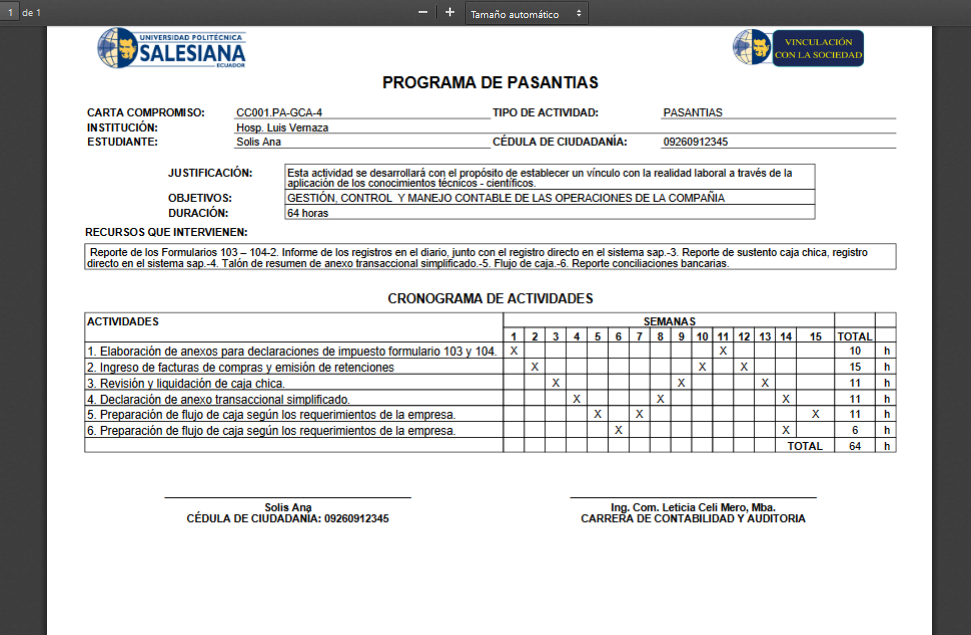 1 de 1
Tamaño automático
UNIVERSIDAD POLITÉCNICA
SALESIANA
ECUADOR
VINCULACIÓN
CON LA SOCIEDAD
PROGRAMA DE PASANTIAS
CARTA COMPROMISO: CC001.PA-GCA-4 TIPO DE ACTIVIDAD: PASANTIAS
INSTITUCIÓN: Hosp. Luis Vernaza
ESTUDIANTE: Solis Ana CÉDULA DE CIUDADANÍA: 09260912345
JUSTIFICACIÓN: Esta actividad se desarrollará con el propósito de establecer un vínculo con la realidad laboral a través de la
aplicación de los conocimientos técnicos - científicos.
OBJETIVOS: GESTIÓN, CONTROL Y MANEJO CONTABLE DE LAS OPERACIONES DE LA COMPAÑIA
DURACIÓN: 64 horas
RECURSOS QUE INTERVIENEN:
Reporte de los Formularios 103 – 104-2. Informe de los registros en el diario, junto con el registro directo en el sistema sap.-3. Reporte de sustento caja chica, registro
directo en el sistema sap.-4. Talón de resumen de anexo transaccional simplificado.-5. Flujo de caja.-6. Reporte conciliaciones bancarias.
CRONOGRAMA DE ACTIVIDADES
ACTIVIDADES SEMANAS
1 2 3 4 5 6 7 8 9 10 11 12 13 14 15 TOTAL
1. Elaboración de anexos para declaraciones de impuesto formulario 103 y 104. X X 10 h
2. Ingreso de facturas de compras y emisión de retenciones X X X 15 h
3. Revisión y liquidación de caja chica. X X X 11 h
4. Declaración de anexo transaccional simplificado. X X X 11 h
5. Preparación de flujo de caja según los requerimientos de la empresa. X X X 11 h
6. Preparación de flujo de caja según los requerimientos de la empresa. X X 6 h
TOTAL 64 h
Solis Ana
CÉDULA DE CIUDADANÍA: 09260912345
Ing. Com. Leticia Celi Mero, Mba.
CARRERA DE CONTABILIDAD Y AUDITORIA